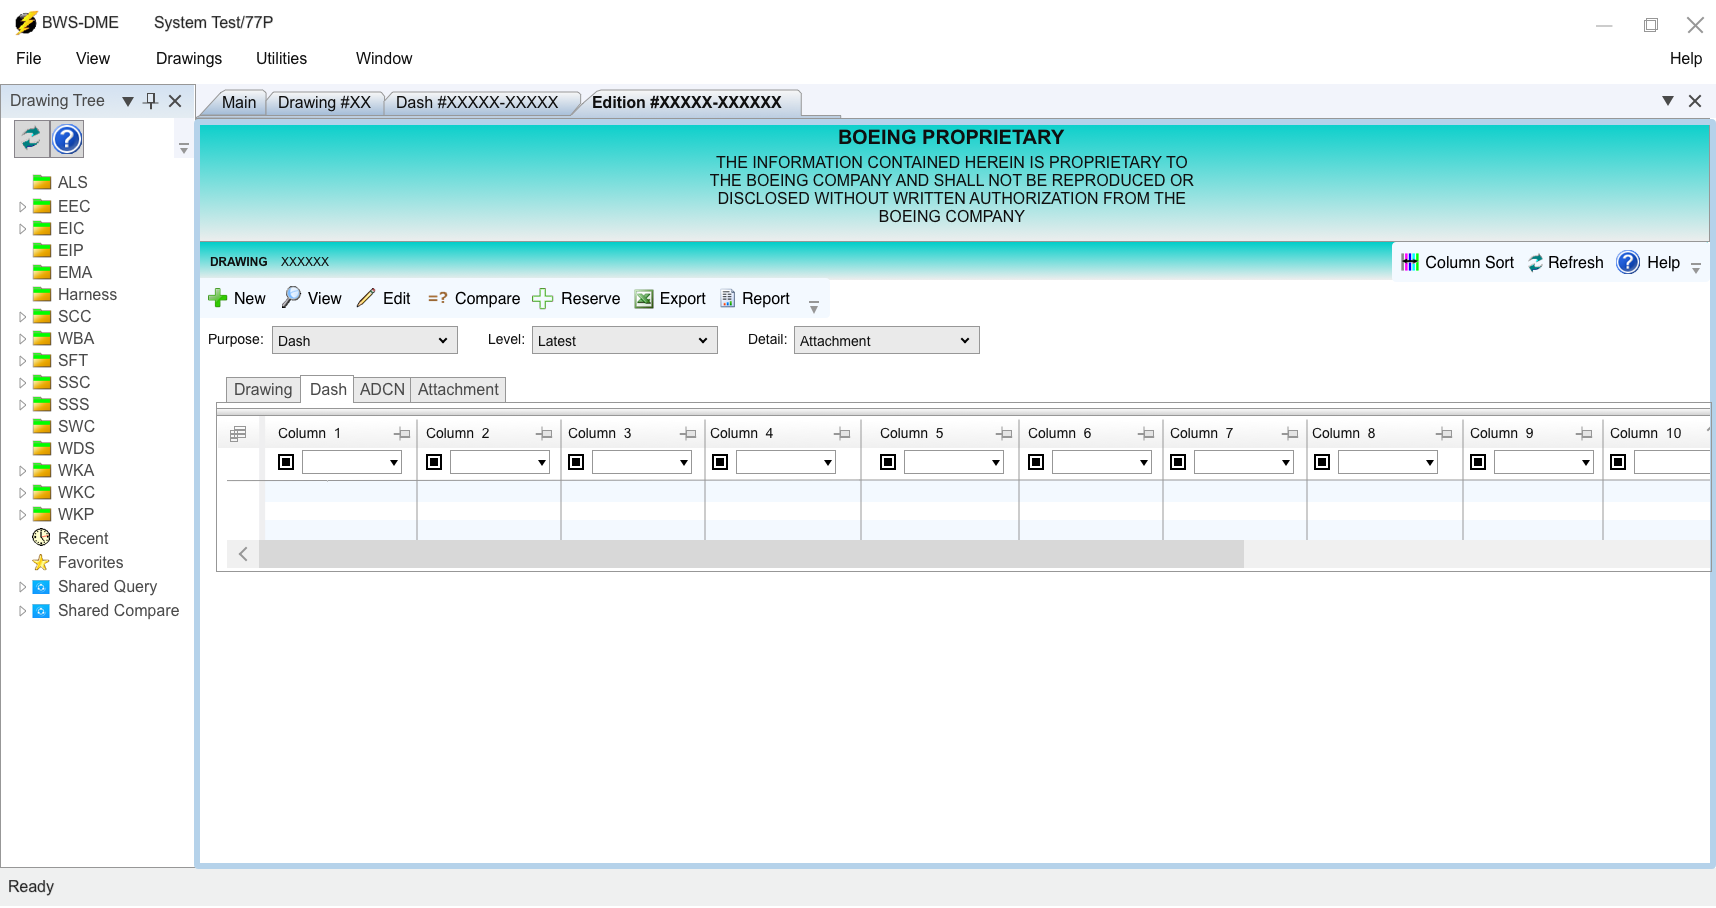 BWS-DME System Test/77P
File View Drawings Utilities Window Help
Drawing Tree
Main Drawing #XX Dash #XXXXX-XXXXX Edition #XXXXX-XXXXXX
BOEING PROPRIETARY
THE INFORMATION CONTAINED HEREIN IS PROPRIETARY TO
THE BOEING COMPANY AND SHALL NOT BE REPRODUCED OR
DISCLOSED WITHOUT WRITTEN AUTHORIZATION FROM THE
BOEING COMPANY
DRAWING XXXXXX
Column Sort Refresh Help
New View Edit Compare Reserve Export Report
Purpose: Dash Level: Latest Detail: Attachment
Drawing Dash ADCN Attachment
Column 1 Column 2 Column 3 Column 4 Column 5 Column 6 Column 7 Column 8 Column 9 Column 10
ALS
EEC
EIC
EIP
EMA
Harness
SCC
WBA
SFT
SSC
SSS
SWC
WDS
WKA
WKC
WKP
Recent
Favorites
Shared Query
Shared Compare
Ready